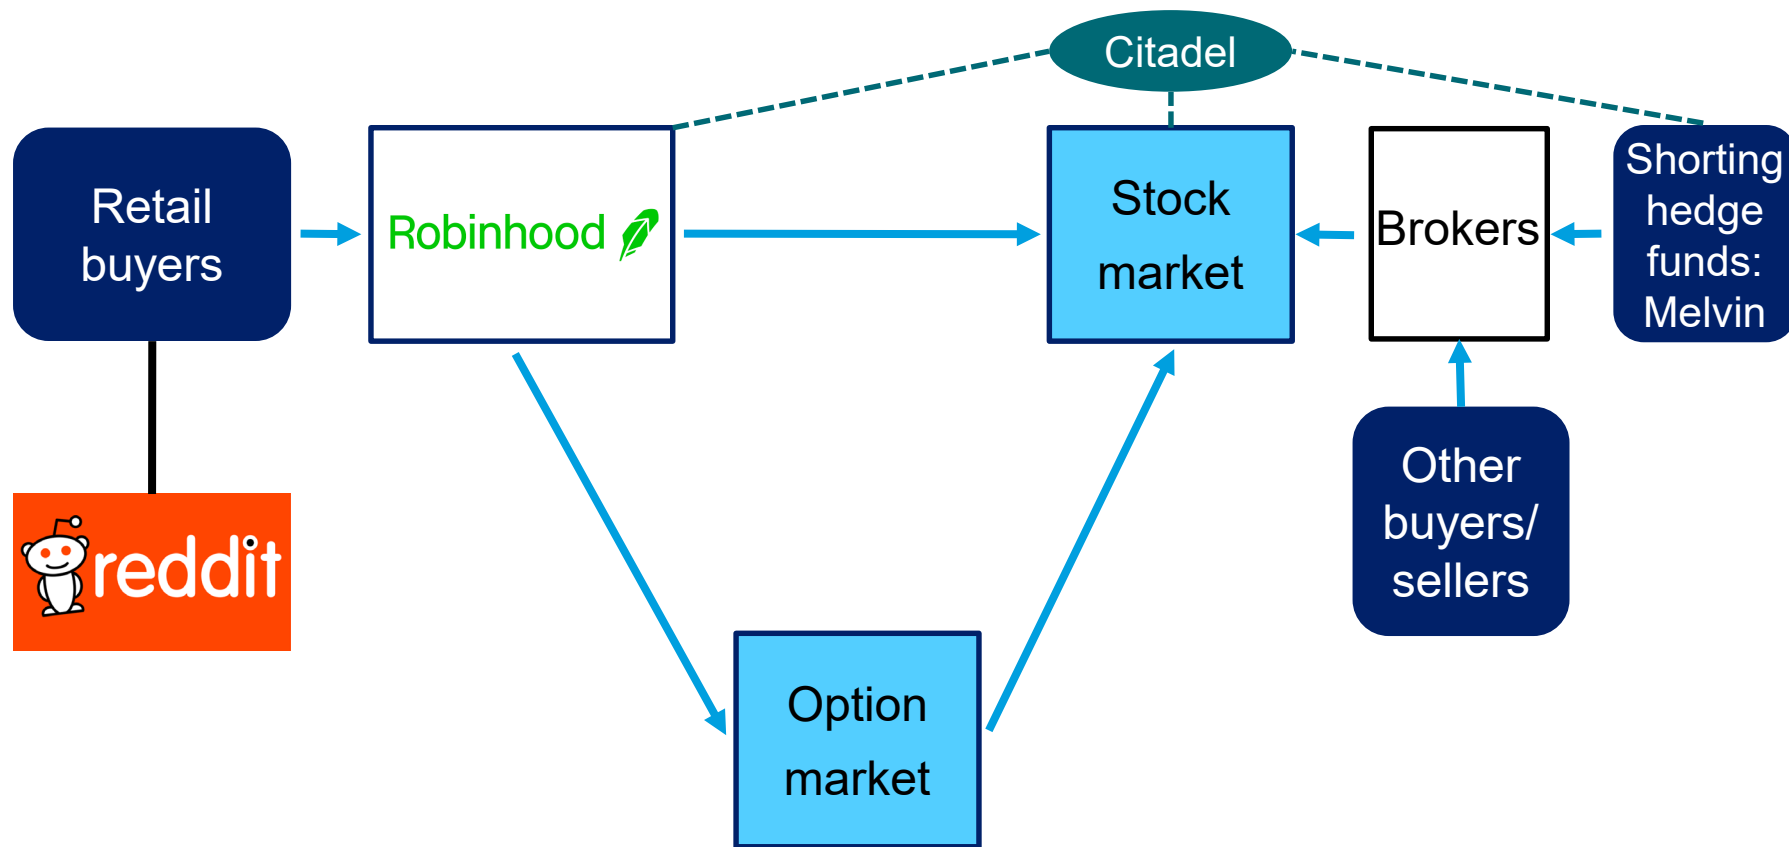 Citadel
Retail
buyers
Robinhood
Stock
market
Brokers
Shorting
hedge
funds:
Melvin
reddit
Other
buyers/
sellers
Option
market